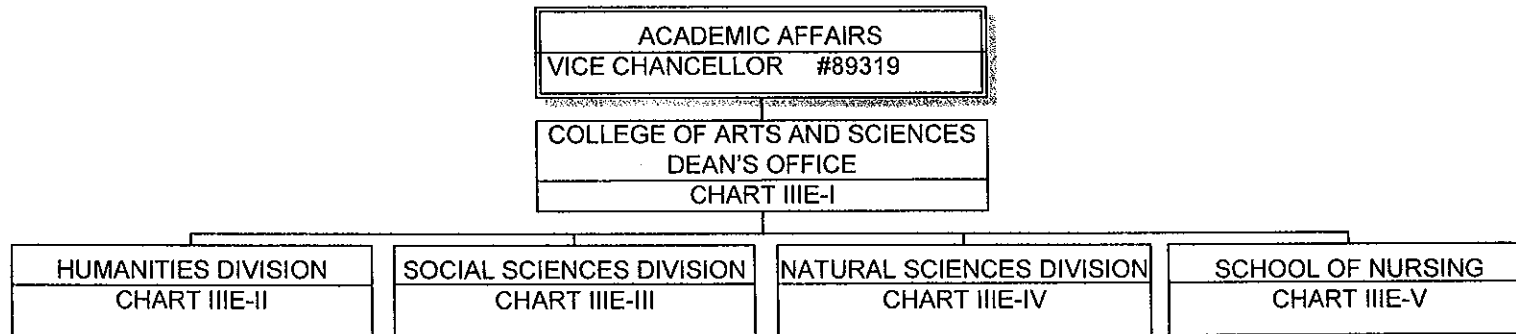 ACADEMIC AFFAIRS
VICE CHANCELLOR #89319
COLLEGE OF ARTS AND SCIENCES
DEAN'S OFFICE
CHART IIIE-I
HUMANITIES DIVISION
CHART IIIE-II
SOCIAL SCIENCES DIVISION
CHART IIIE-III
NATURAL SCIENCES DIVISION
CHART IIIE-IV
SCHOOL OF NURSING
CHART IIIE-V